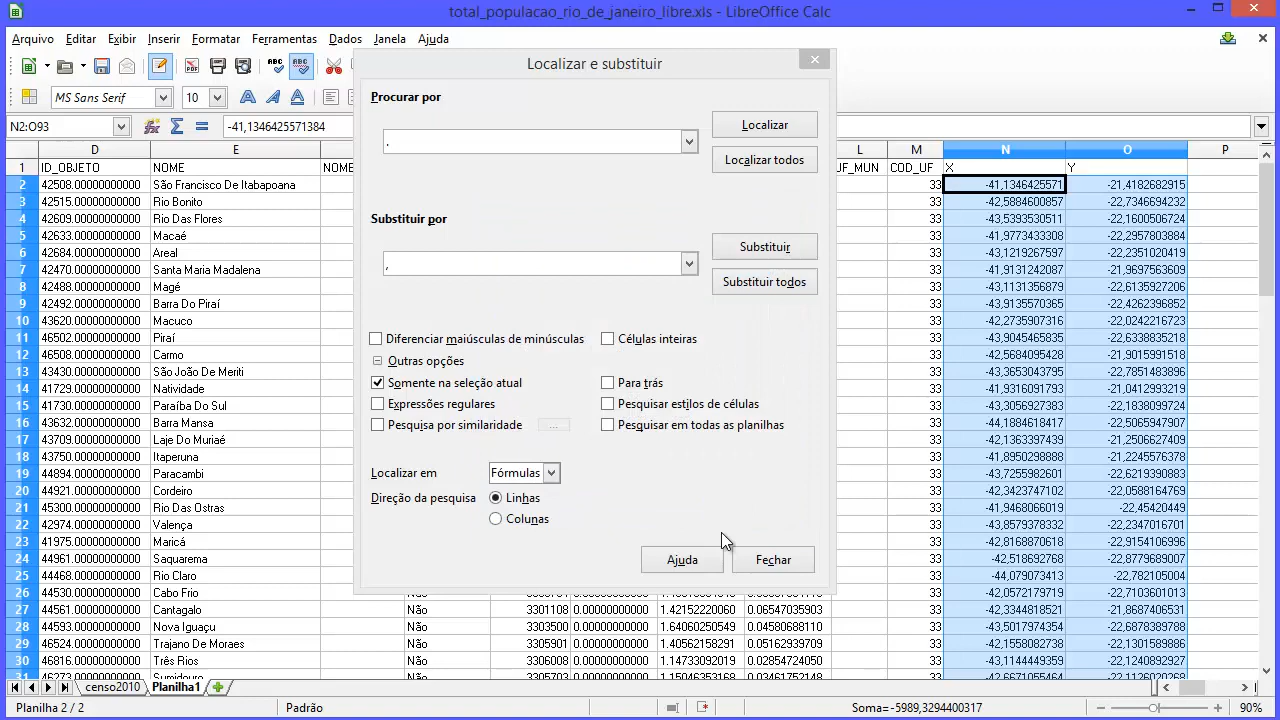 total_populacao_rio_de_janeiro_libre.xls - LibreOffice Calc
Arquivo Editar Exibir Inserir Formatar Ferramentas Dados Janela Ajuda
Localizar e substituir
MS Sans Serif 10
Procurar por
N2:O93 -41,1346425571384
Localizar
.
Localizar todos
Substituir por
Substituir
,
Substituir todos
Diferenciar maiúsculas de minúsculas Células inteiras
Outras opções
Somente na seleção atual Para trás
Expressões regulares Pesquisar estilos de células
Pesquisa por similaridade ... Pesquisar em todas as planilhas
Localizar em Fórmulas
Direção da pesquisa Linhas
Colunas
Ajuda Fechar
D E L M N O P
1 ID_OBJETO NOME NOME UF_MUN COD_UF X Y
2 42508.00000000000 São Francisco De Itabapoana 33 -41,1346425571 -21,4182682915
3 42515.00000000000 Rio Bonito 33 -42,5884600857 -22,7346694232
4 42609.00000000000 Rio Das Flores 33 -43,5393530511 -22,1600506724
5 42633.00000000000 Macaé 33 -41,9773433308 -22,2957803884
6 42684.00000000000 Areal 33 -43,1219267597 -22,2351020419
7 42470.00000000000 Santa Maria Madalena 33 -41,9131242087 -21,9697563609
8 42488.00000000000 Magé 33 -43,1131356879 -22,6135927206
9 42492.00000000000 Barra Do Piraí 33 -43,9135570365 -22,4262396852
10 43620.00000000000 Macuco 33 -42,2735907316 -22,0242216723
11 46502.00000000000 Piraí 33 -43,9045465835 -22,6338835218
12 46508.00000000000 Carmo 33 -42,5684095428 -21,9015991518
13 43430.00000000000 São João De Meriti 33 -43,3653043795 -22,7851483896
14 41729.00000000000 Natividade 33 -41,9316091793 -21,0412993219
15 41730.00000000000 Paraíba Do Sul 33 -43,3056927383 -22,1838099724
16 43632.00000000000 Barra Mansa 33 -44,1884618417 -22,5065947907
17 43709.00000000000 Laje Do Muriaé 33 -42,1363397439 -21,2506627409
18 43750.00000000000 Itaperuna 33 -41,8950298888 -21,2245576378
19 44894.00000000000 Paracambi 33 -43,7255982601 -22,6219390883
20 44921.00000000000 Cordeiro 33 -42,3423747102 -22,0588164769
21 45300.00000000000 Rio Das Ostras 33 -41,9468066019 -22,45420449
22 42974.00000000000 Valença 33 -43,8579378332 -22,2347016701
23 41975.00000000000 Maricá 33 -42,8168870618 -22,9154106996
24 44961.00000000000 Saquarema 33 -42,518692768 -22,8779689007
25 44468.00000000000 Rio Claro 33 -44,079073413 -22,782105004
26 44530.00000000000 Cabo Frio 33 -42,0572179719 -22,7103601013
27 44561.00000000000 Cantagalo Não 3301108 0.00000000000 1.42152220060 0.06547035903 33 -42,3344818521 -21,8687406531
28 44593.00000000000 Nova Iguaçu Não 3303500 0.00000000000 1.6406025045 0.04580688110 33 -43,5017974354 -22,6878389788
29 46524.00000000000 Trajano De Moraes Não 3305901 0.00000000000 1.4056215829 0.05162939709 33 -42,1558082738 -22,1301589886
30 46816.00000000000 Três Rios Não 3306008 0.00000000000 1.1473309231 0.02854724050 33 -43,1144449359 -22,1240892927
censo2010 Planilha1
Planilha 2 / 2 Padrão Soma=-5989,3294400317 90%